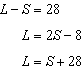 L − S = 28
L = 2S − 8
L = S + 28